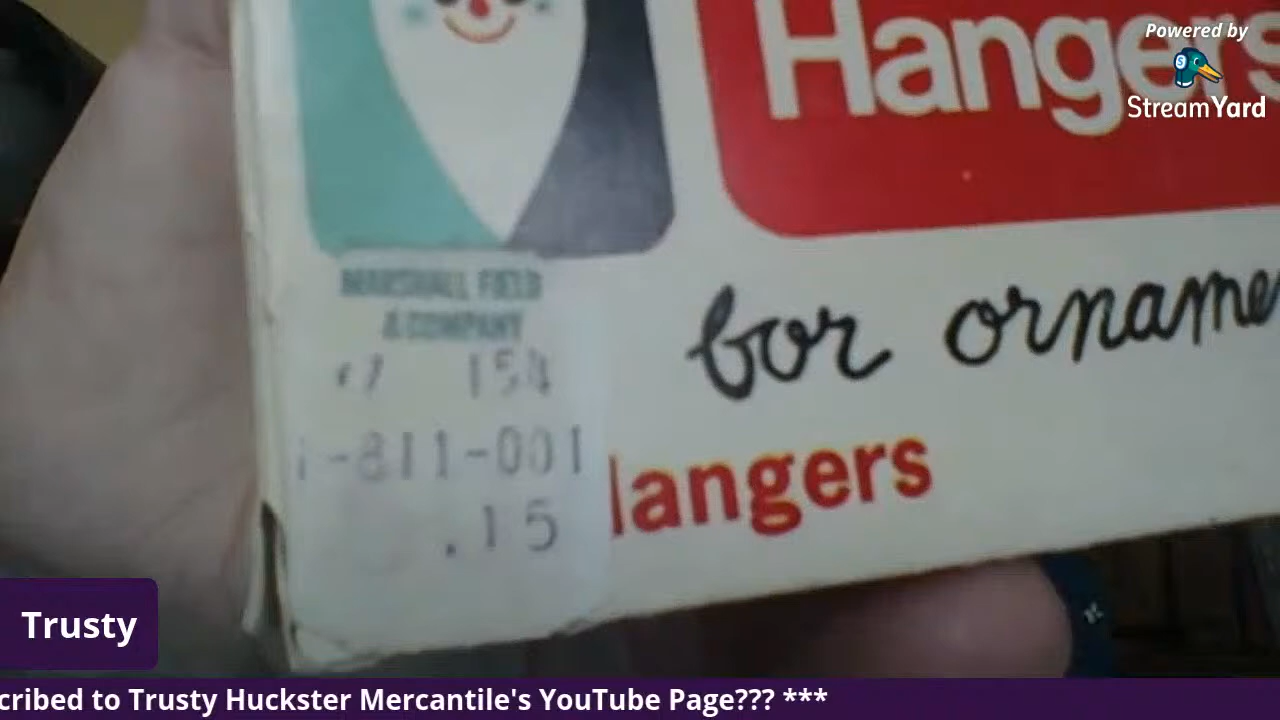 Powered by
StreamYard
Hangers
for orname
MARSHALL FIELD
& COMPANY
154
-811-001
.15
langers
Trusty
cribed to Trusty Huckster Mercantile's YouTube Page??? ***